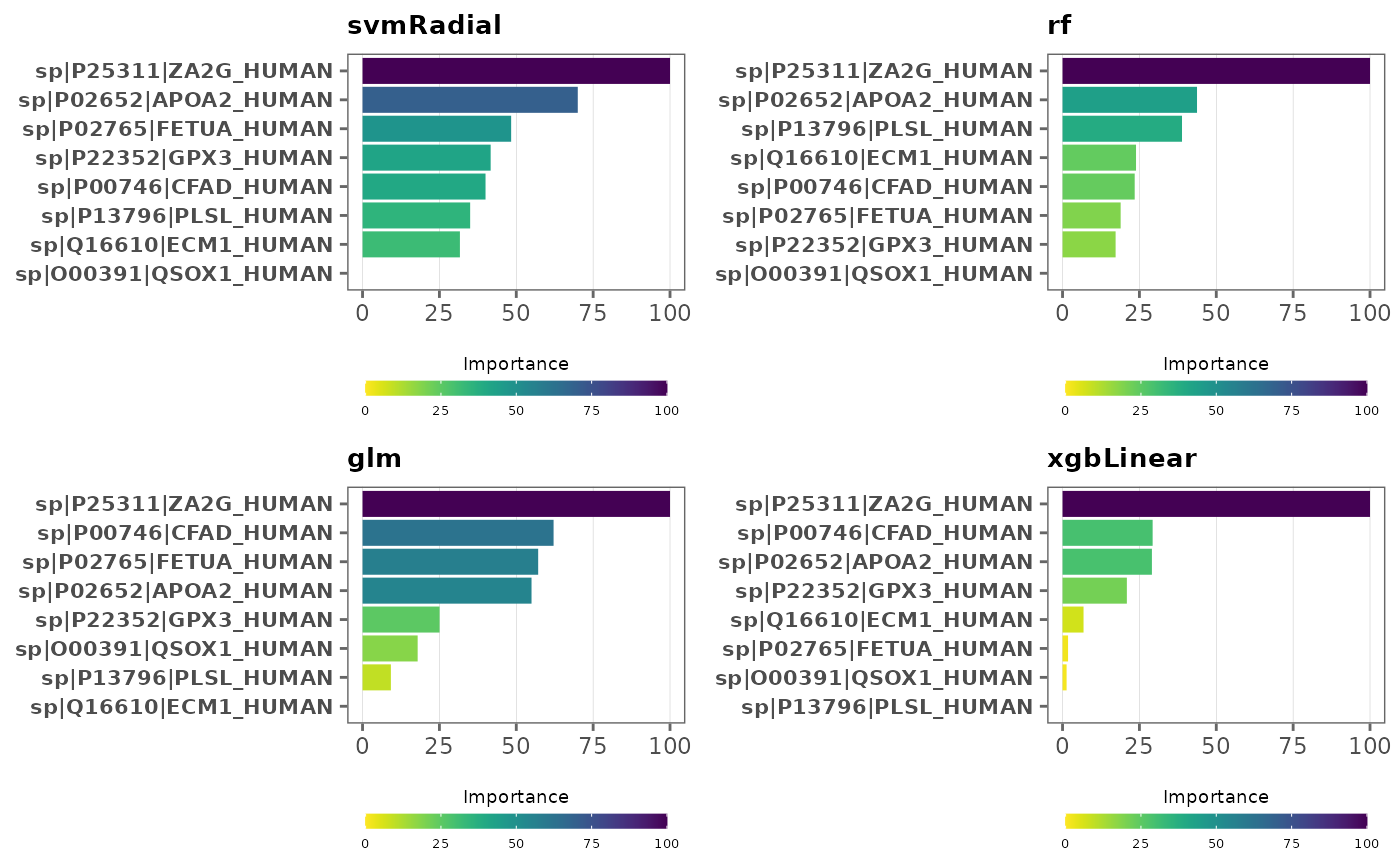 svmRadial
sp|P25311|ZA2G_HUMAN
sp|P02652|APOA2_HUMAN
sp|P02765|FETUA_HUMAN
sp|P22352|GPX3_HUMAN
sp|P00746|CFAD_HUMAN
sp|P13796|PLSL_HUMAN
sp|Q16610|ECM1_HUMAN
sp|O00391|QSOX1_HUMAN
0 25 50 75 100
Importance
0 25 50 75 100
rf
sp|P25311|ZA2G_HUMAN
sp|P02652|APOA2_HUMAN
sp|P13796|PLSL_HUMAN
sp|Q16610|ECM1_HUMAN
sp|P00746|CFAD_HUMAN
sp|P02765|FETUA_HUMAN
sp|P22352|GPX3_HUMAN
sp|O00391|QSOX1_HUMAN
0 25 50 75 100
Importance
0 25 50 75 100
glm
sp|P25311|ZA2G_HUMAN
sp|P00746|CFAD_HUMAN
sp|P02765|FETUA_HUMAN
sp|P02652|APOA2_HUMAN
sp|P22352|GPX3_HUMAN
sp|O00391|QSOX1_HUMAN
sp|P13796|PLSL_HUMAN
sp|Q16610|ECM1_HUMAN
0 25 50 75 100
Importance
0 25 50 75 100
xgbLinear
sp|P25311|ZA2G_HUMAN
sp|P00746|CFAD_HUMAN
sp|P02652|APOA2_HUMAN
sp|P22352|GPX3_HUMAN
sp|Q16610|ECM1_HUMAN
sp|P02765|FETUA_HUMAN
sp|O00391|QSOX1_HUMAN
sp|P13796|PLSL_HUMAN
0 25 50 75 100
Importance
0 25 50 75 100